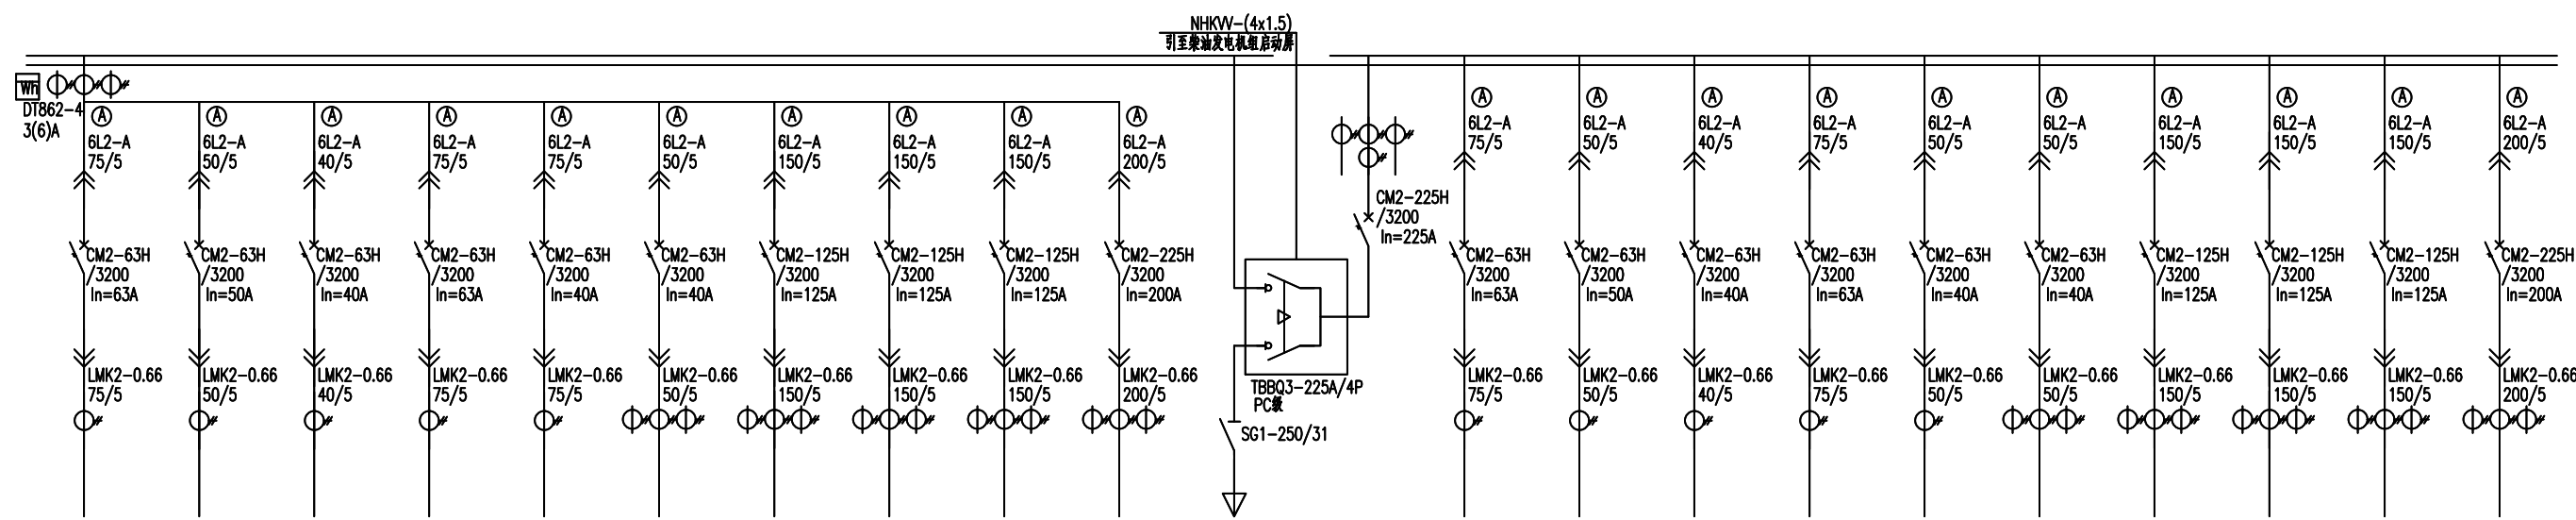 NHKVV-(4x1.5)
引至柴油发电机组启动屏
Wh
DT862-4
3(6)A
A
6L2-A
75/5
CM2-63H
/3200
In=63A
LMK2-0.66
75/5
A
6L2-A
50/5
CM2-63H
/3200
In=50A
LMK2-0.66
50/5
A
6L2-A
40/5
CM2-63H
/3200
In=40A
LMK2-0.66
40/5
A
6L2-A
75/5
CM2-63H
/3200
In=63A
LMK2-0.66
75/5
A
6L2-A
75/5
CM2-63H
/3200
In=40A
LMK2-0.66
75/5
A
6L2-A
50/5
CM2-63H
/3200
In=40A
LMK2-0.66
50/5
A
6L2-A
150/5
CM2-125H
/3200
In=125A
LMK2-0.66
150/5
A
6L2-A
150/5
CM2-125H
/3200
In=125A
LMK2-0.66
150/5
A
6L2-A
150/5
CM2-125H
/3200
In=125A
LMK2-0.66
150/5
A
6L2-A
200/5
CM2-225H
/3200
In=200A
LMK2-0.66
200/5
CM2-225H
/3200
In=225A
TBBQ3-225A/4P
PC级
SG1-250/31
A
6L2-A
75/5
CM2-63H
/3200
In=63A
LMK2-0.66
75/5
A
6L2-A
50/5
CM2-63H
/3200
In=50A
LMK2-0.66
50/5
A
6L2-A
40/5
CM2-63H
/3200
In=40A
LMK2-0.66
40/5
A
6L2-A
75/5
CM2-63H
/3200
In=63A
LMK2-0.66
75/5
A
6L2-A
50/5
CM2-63H
/3200
In=40A
LMK2-0.66
50/5
A
6L2-A
50/5
CM2-63H
/3200
In=40A
LMK2-0.66
50/5
A
6L2-A
150/5
CM2-125H
/3200
In=125A
LMK2-0.66
150/5
A
6L2-A
150/5
CM2-125H
/3200
In=125A
LMK2-0.66
150/5
A
6L2-A
150/5
CM2-125H
/3200
In=125A
LMK2-0.66
150/5
A
6L2-A
200/5
CM2-225H
/3200
In=200A
LMK2-0.66
200/5